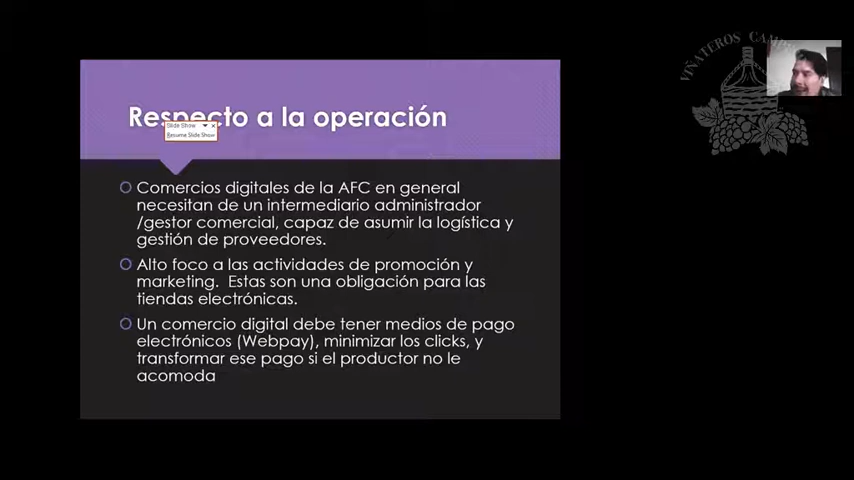 VIÑATEROS CAMP
Respecto a la operación
Slide Show
Resume Slide Show
Comercios digitales de la AFC en general
necesitan de un intermediario administrador
/gestor comercial, capaz de asumir la logística y
gestión de proveedores.
Alto foco a las actividades de promoción y
marketing.  Estas son una obligación para las
tiendas electrónicas.
Un comercio digital debe tener medios de pago
electrónicos (Webpay), minimizar los clicks, y
transformar ese pago si el productor no le
acomoda